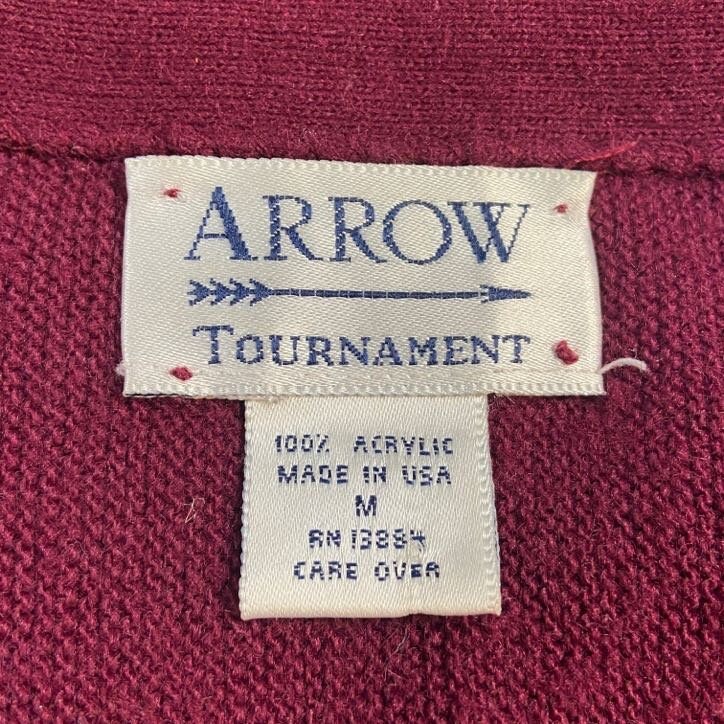 ARROW
TOURNAMENT
100% ACRYLIC
MADE IN USA
M
RN 13884
CARE OVER